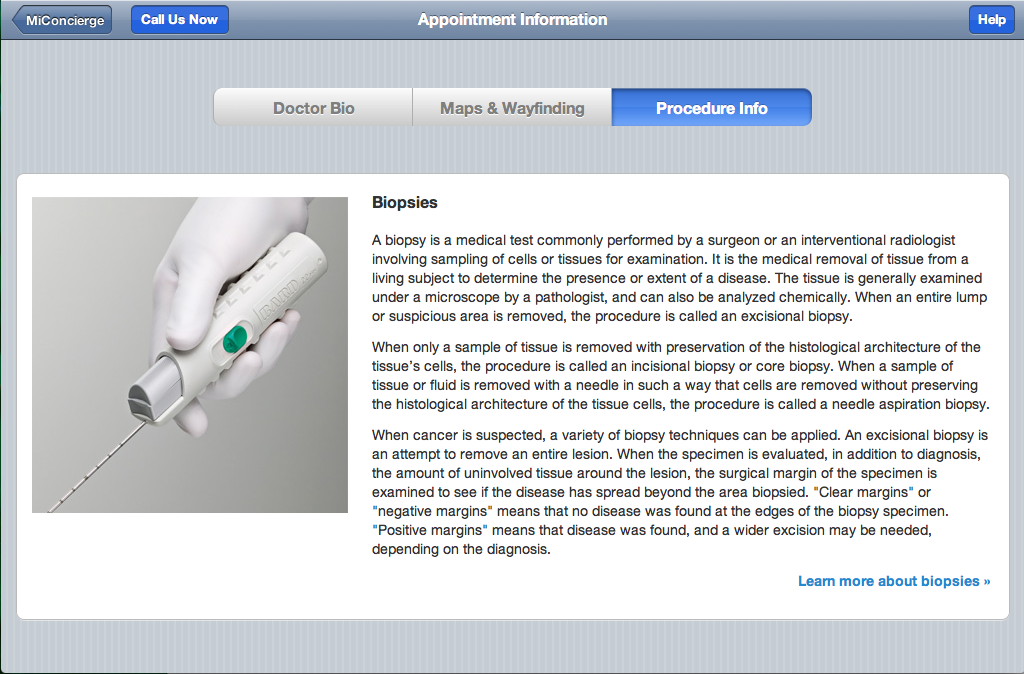 MiConcierge
Call Us Now
Appointment Information
Help
Doctor Bio
Maps & Wayfinding
Procedure Info
BARD
Biopsies
A biopsy is a medical test commonly performed by a surgeon or an interventional radiologist
involving sampling of cells or tissues for examination. It is the medical removal of tissue from a
living subject to determine the presence or extent of a disease. The tissue is generally examined
under a microscope by a pathologist, and can also be analyzed chemically. When an entire lump
or suspicious area is removed, the procedure is called an excisional biopsy.
When only a sample of tissue is removed with preservation of the histological architecture of the
tissue's cells, the procedure is called an incisional biopsy or core biopsy. When a sample of
tissue or fluid is removed with a needle in such a way that cells are removed without preserving
the histological architecture of the tissue cells, the procedure is called a needle aspiration biopsy.
When cancer is suspected, a variety of biopsy techniques can be applied. An excisional biopsy is
an attempt to remove an entire lesion. When the specimen is evaluated, in addition to diagnosis,
the amount of uninvolved tissue around the lesion, the surgical margin of the specimen is
examined to see if the disease has spread beyond the area biopsied. "Clear margins" or
"negative margins" means that no disease was found at the edges of the biopsy specimen.
"Positive margins" means that disease was found, and a wider excision may be needed,
depending on the diagnosis.
Learn more about biopsies »